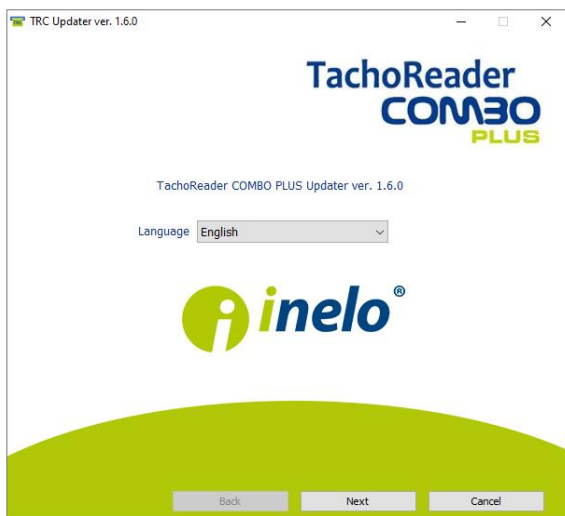 TRC Updater ver. 1.6.0
TachoReader
COMBO
PLUS
TachoReader COMBO PLUS Updater ver. 1.6.0
Language English
inelo®
Back Next Cancel